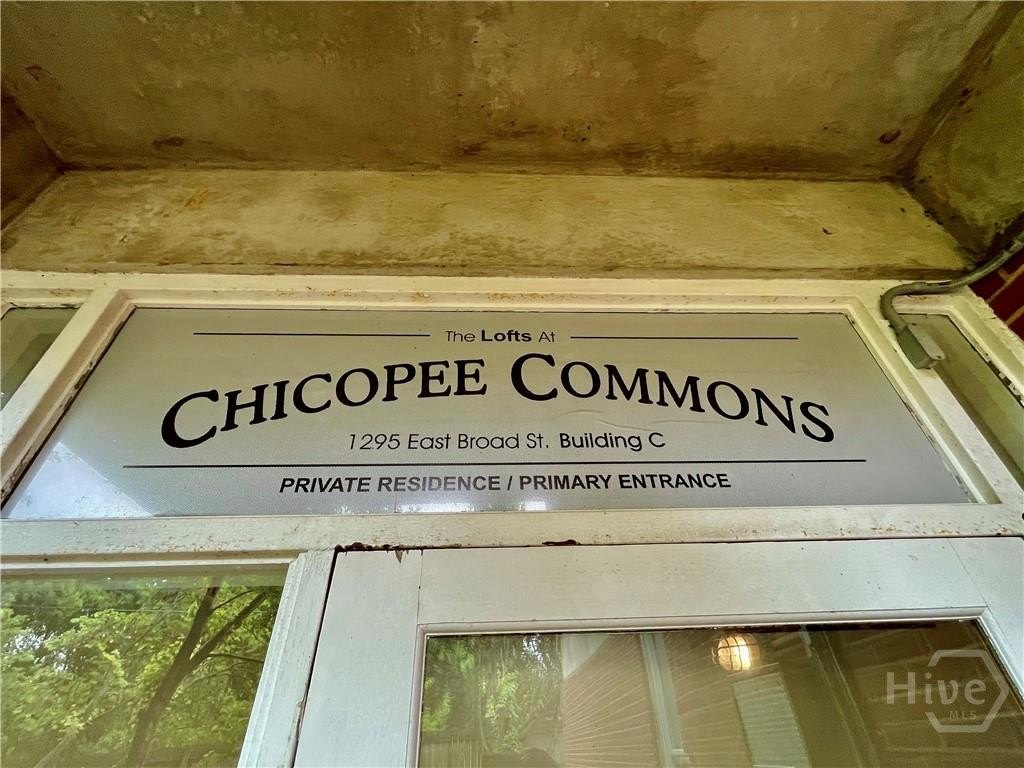 The Lofts At
CHICOPEE COMMONS
1295 East Broad St. Building C
PRIVATE RESIDENCE / PRIMARY ENTRANCE
Hive
MLS